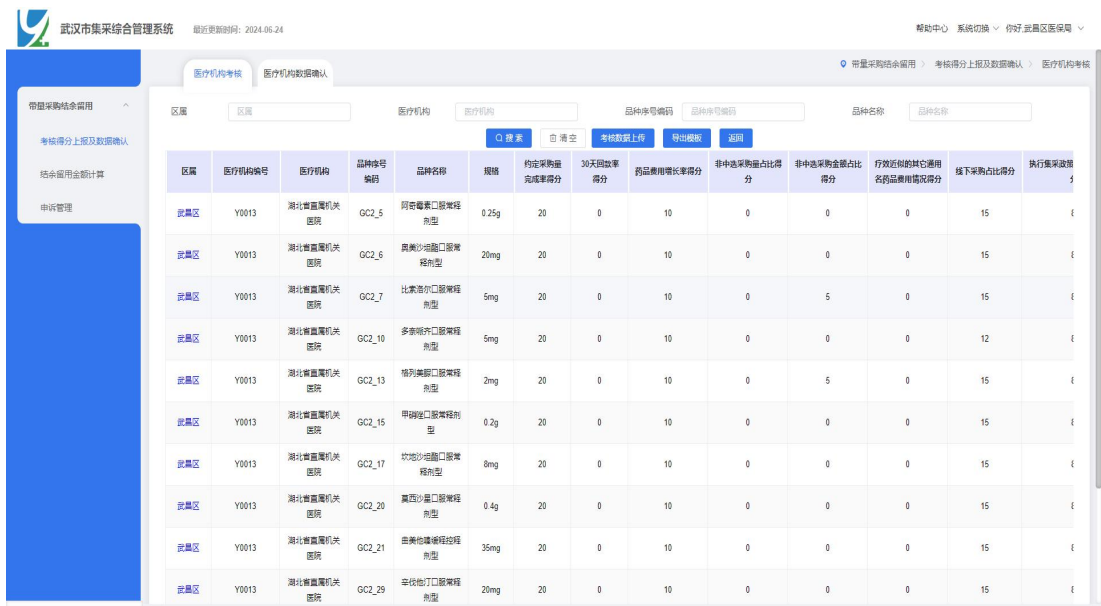 武汉市集采综合管理系统 最近更新时间: 2024-06-24 帮助中心 系统切换 你好,武昌区医保局
医疗机构考核 医疗机构数据确认 带量采购结余留用 考核得分上报及数据确认 医疗机构考核
带量采购结余留用
考核得分上报及数据确认
结余留用金额计算
申诉管理
区属 区属 医疗机构 医疗机构 品种序号编码 品种序号编码 品种名称 品种名称
搜索 清空 考核数据上传 导出模板 返回
区属 医疗机构编号 医疗机构 品种序号 品种名称 规格 约定采购量 30天回款率 药品费用增长率得分 非中选采购量占比得 非中选采购金额占比 疗效近似的其它通用 线下采购占比得分 执行集采政策
编码 完成率得分 得分 分 得分 名药品费用情况得分
武昌区 Y0013 湖北省直属机关 GC2_5 阿奇霉素口服常释 0.25g 20 0 10 0 0 0 15
医院 剂型
武昌区 Y0013 湖北省直属机关 GC2_6 奥美沙坦酯口服常 20mg 20 0 10 0 0 0 15
医院 释剂型
武昌区 Y0013 湖北省直属机关 GC2_7 比索洛尔口服常释 5mg 20 0 10 0 5 0 15
医院 剂型
武昌区 Y0013 湖北省直属机关 GC2_10 多奈哌齐口服常释 5mg 20 0 10 0 0 0 12
医院 剂型
武昌区 Y0013 湖北省直属机关 GC2_13 格列美脲口服常释 2mg 20 0 10 0 5 0 15
医院 剂型
武昌区 Y0013 湖北省直属机关 GC2_15 甲硝唑口服常释剂 0.2g 20 0 10 0 0 0 15
医院 型
武昌区 Y0013 湖北省直属机关 GC2_17 坎地沙坦酯口服常 8mg 20 0 10 0 0 0 15
医院 释剂型
武昌区 Y0013 湖北省直属机关 GC2_20 莫西沙星口服常释 0.4g 20 0 10 0 0 0 15
医院 剂型
武昌区 Y0013 湖北省直属机关 GC2_21 曲美他嗪缓释控释 35mg 20 0 10 0 0 0 15
医院 剂型
武昌区 Y0013 湖北省直属机关 GC2_29 辛伐他汀口服常释 20mg 20 0 10 0 0 0 15
医院 剂型